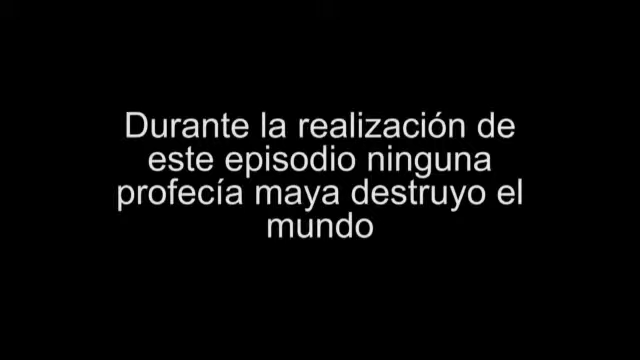 Durante la realización de
este episodio ninguna
profecía maya destruyo el
mundo